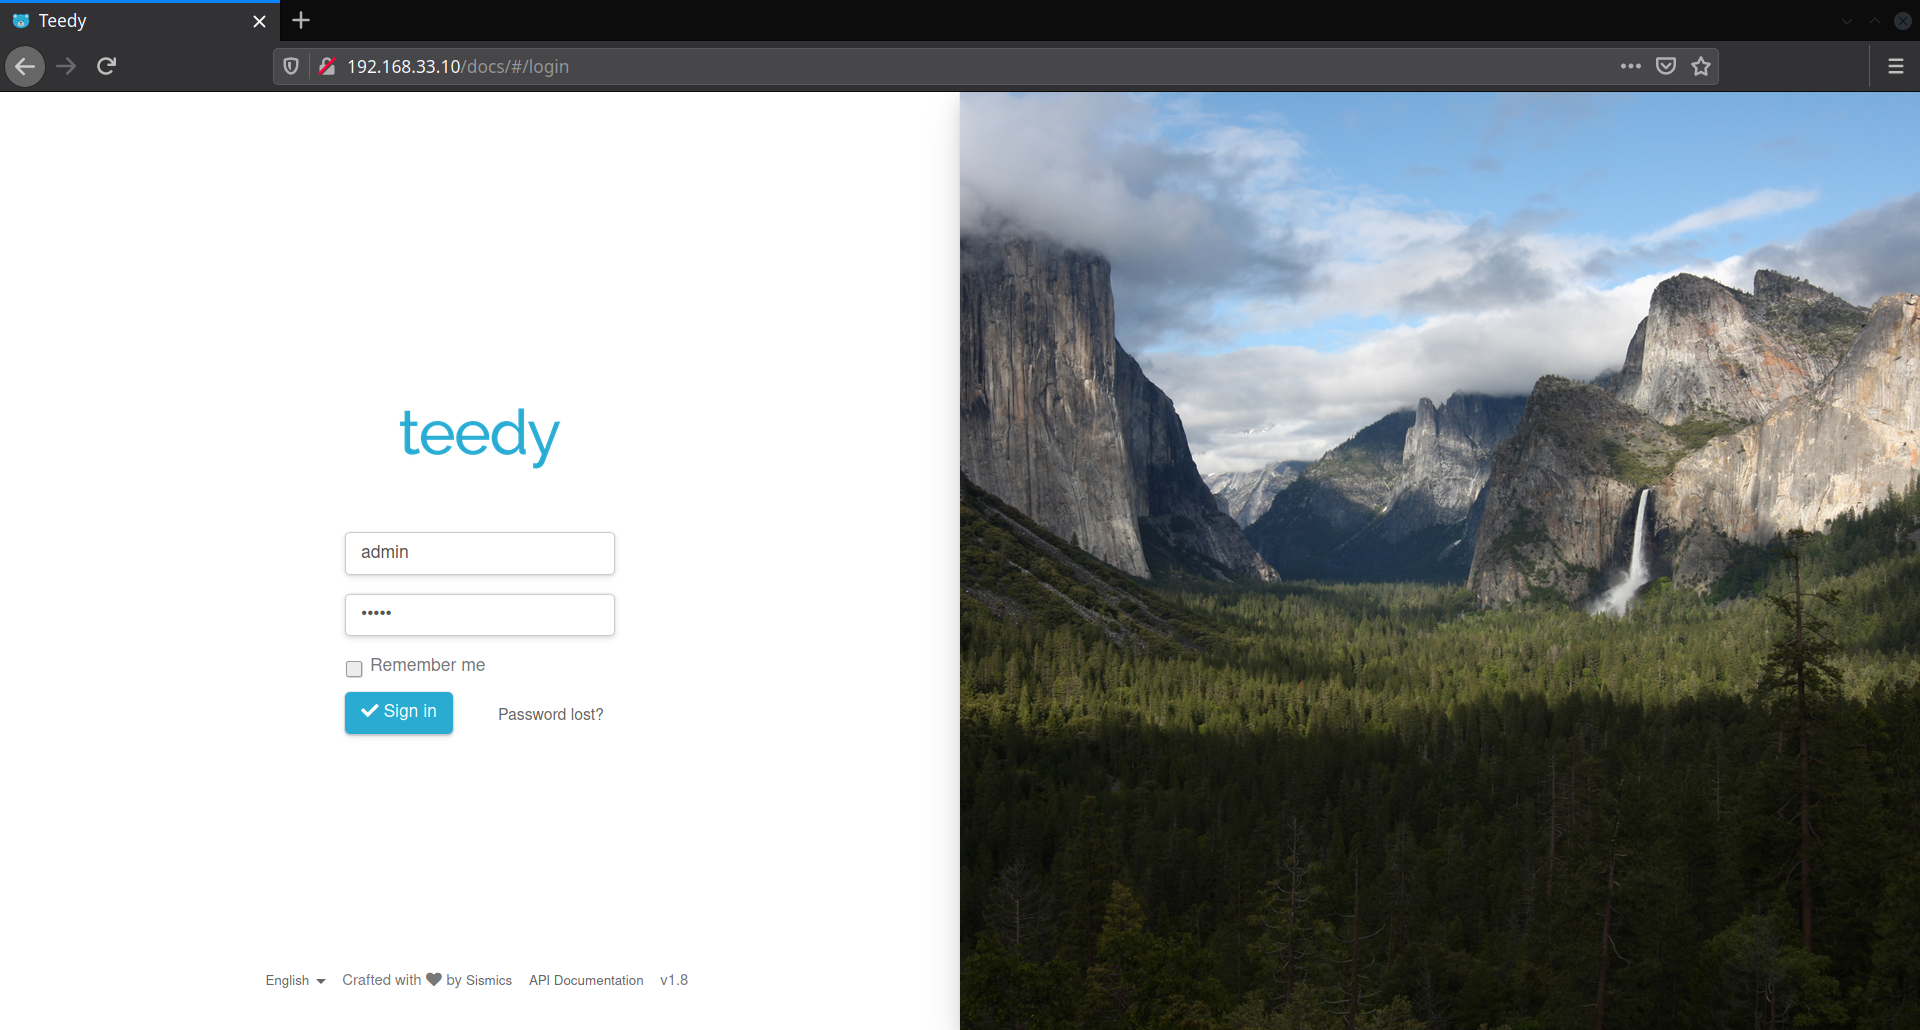 Teedy
192.168.33.10/docs/#/login
teedy
admin
•••••
Remember me
Sign in
Password lost?
English Crafted with by Sismics API Documentation v1.8